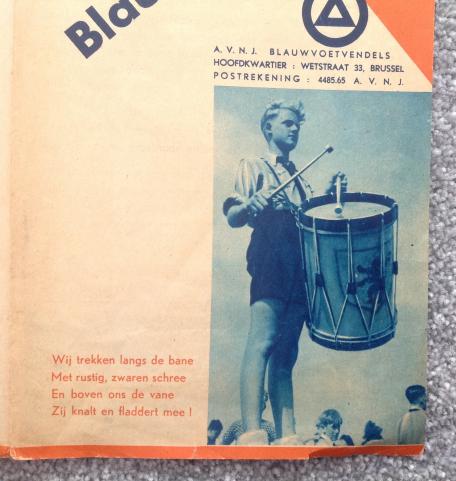 A. V. N. J. BLAUWVOETVENDELS
HOOFDKWARTIER : WETSTRAAT 33, BRUSSEL
POSTREKENING : 4485.65 A. V. N. J.
Wij trekken langs de bane
Met rustig, zwaren schree
En boven ons de vane
Zij knalt en fladdert mee !